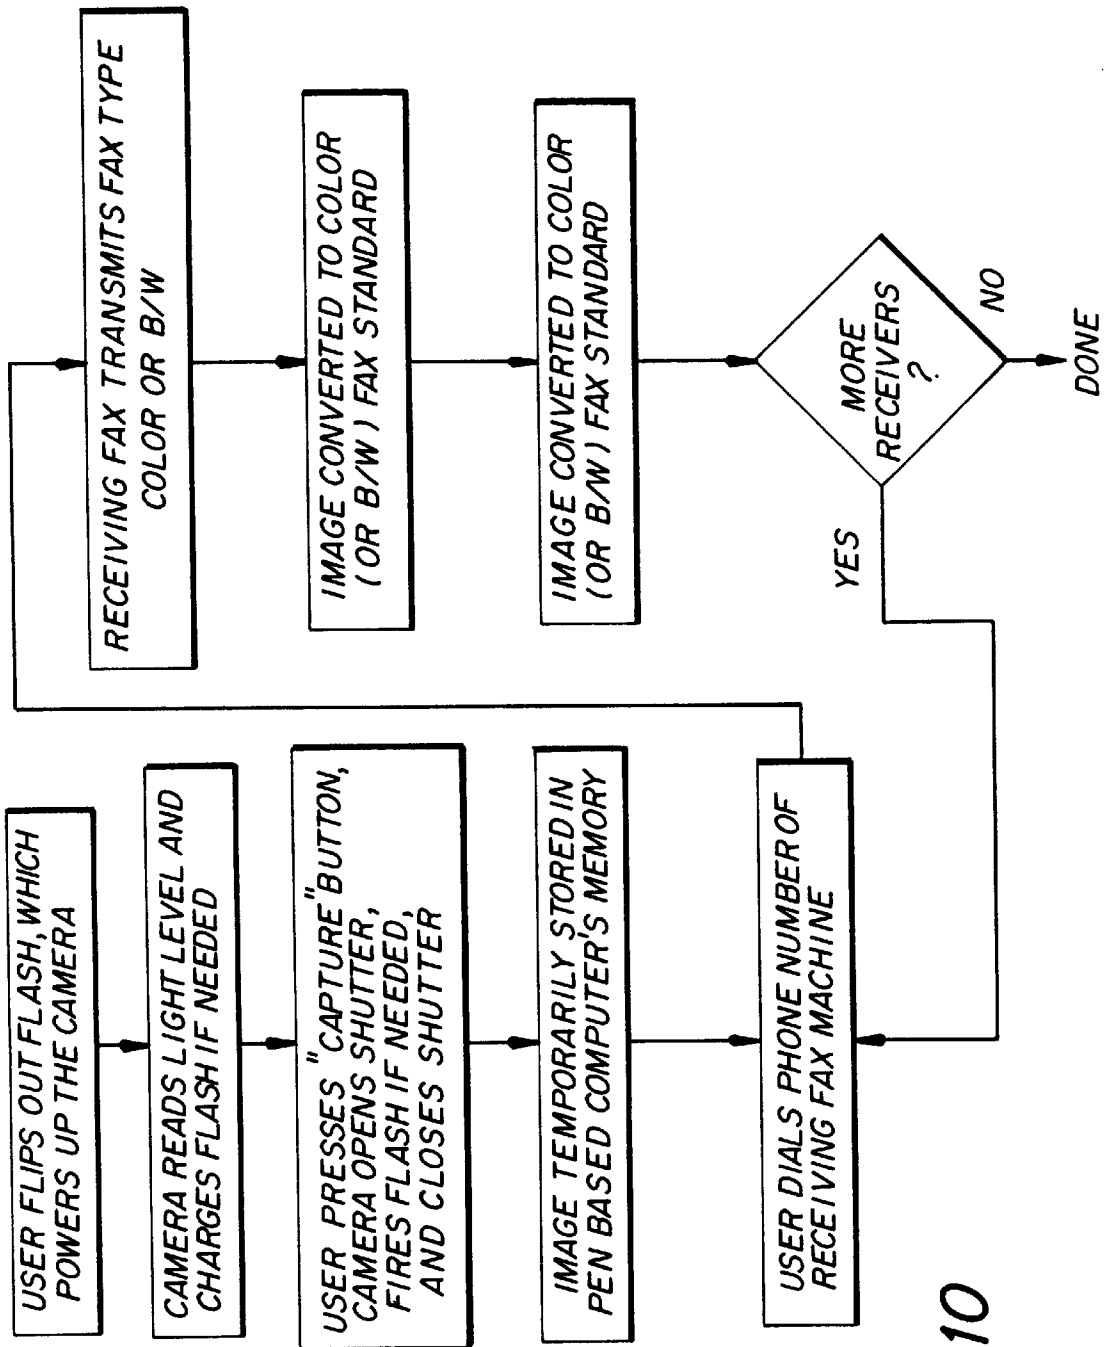 USER FLIPS OUT FLASH, WHICH
POWERS UP THE CAMERA
CAMERA READS LIGHT LEVEL AND
CHARGES FLASH IF NEEDED
USER PRESSES "CAPTURE" BUTTON,
CAMERA OPENS SHUTTER,
FIRES FLASH IF NEEDED,
AND CLOSES SHUTTER
IMAGE TEMPORARILY STORED IN
PEN BASED COMPUTER'S MEMORY
USER DIALS PHONE NUMBER OF
RECEIVING FAX MACHINE
RECEIVING FAX TRANSMITS FAX TYPE
COLOR OR B/W
IMAGE CONVERTED TO COLOR
(OR B/W) FAX STANDARD
IMAGE CONVERTED TO COLOR
(OR B/W) FAX STANDARD
MORE
RECEIVERS
?
YES
NO
DONE
10